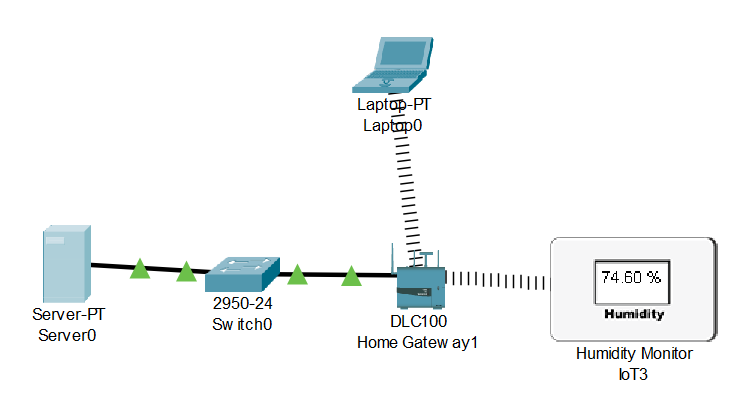 Laptop-PT
Laptop0
Server-PT
Server0
2950-24
Switch0
DLC100
Home Gateway1
74.60 %
Humidity
Humidity Monitor
IoT3